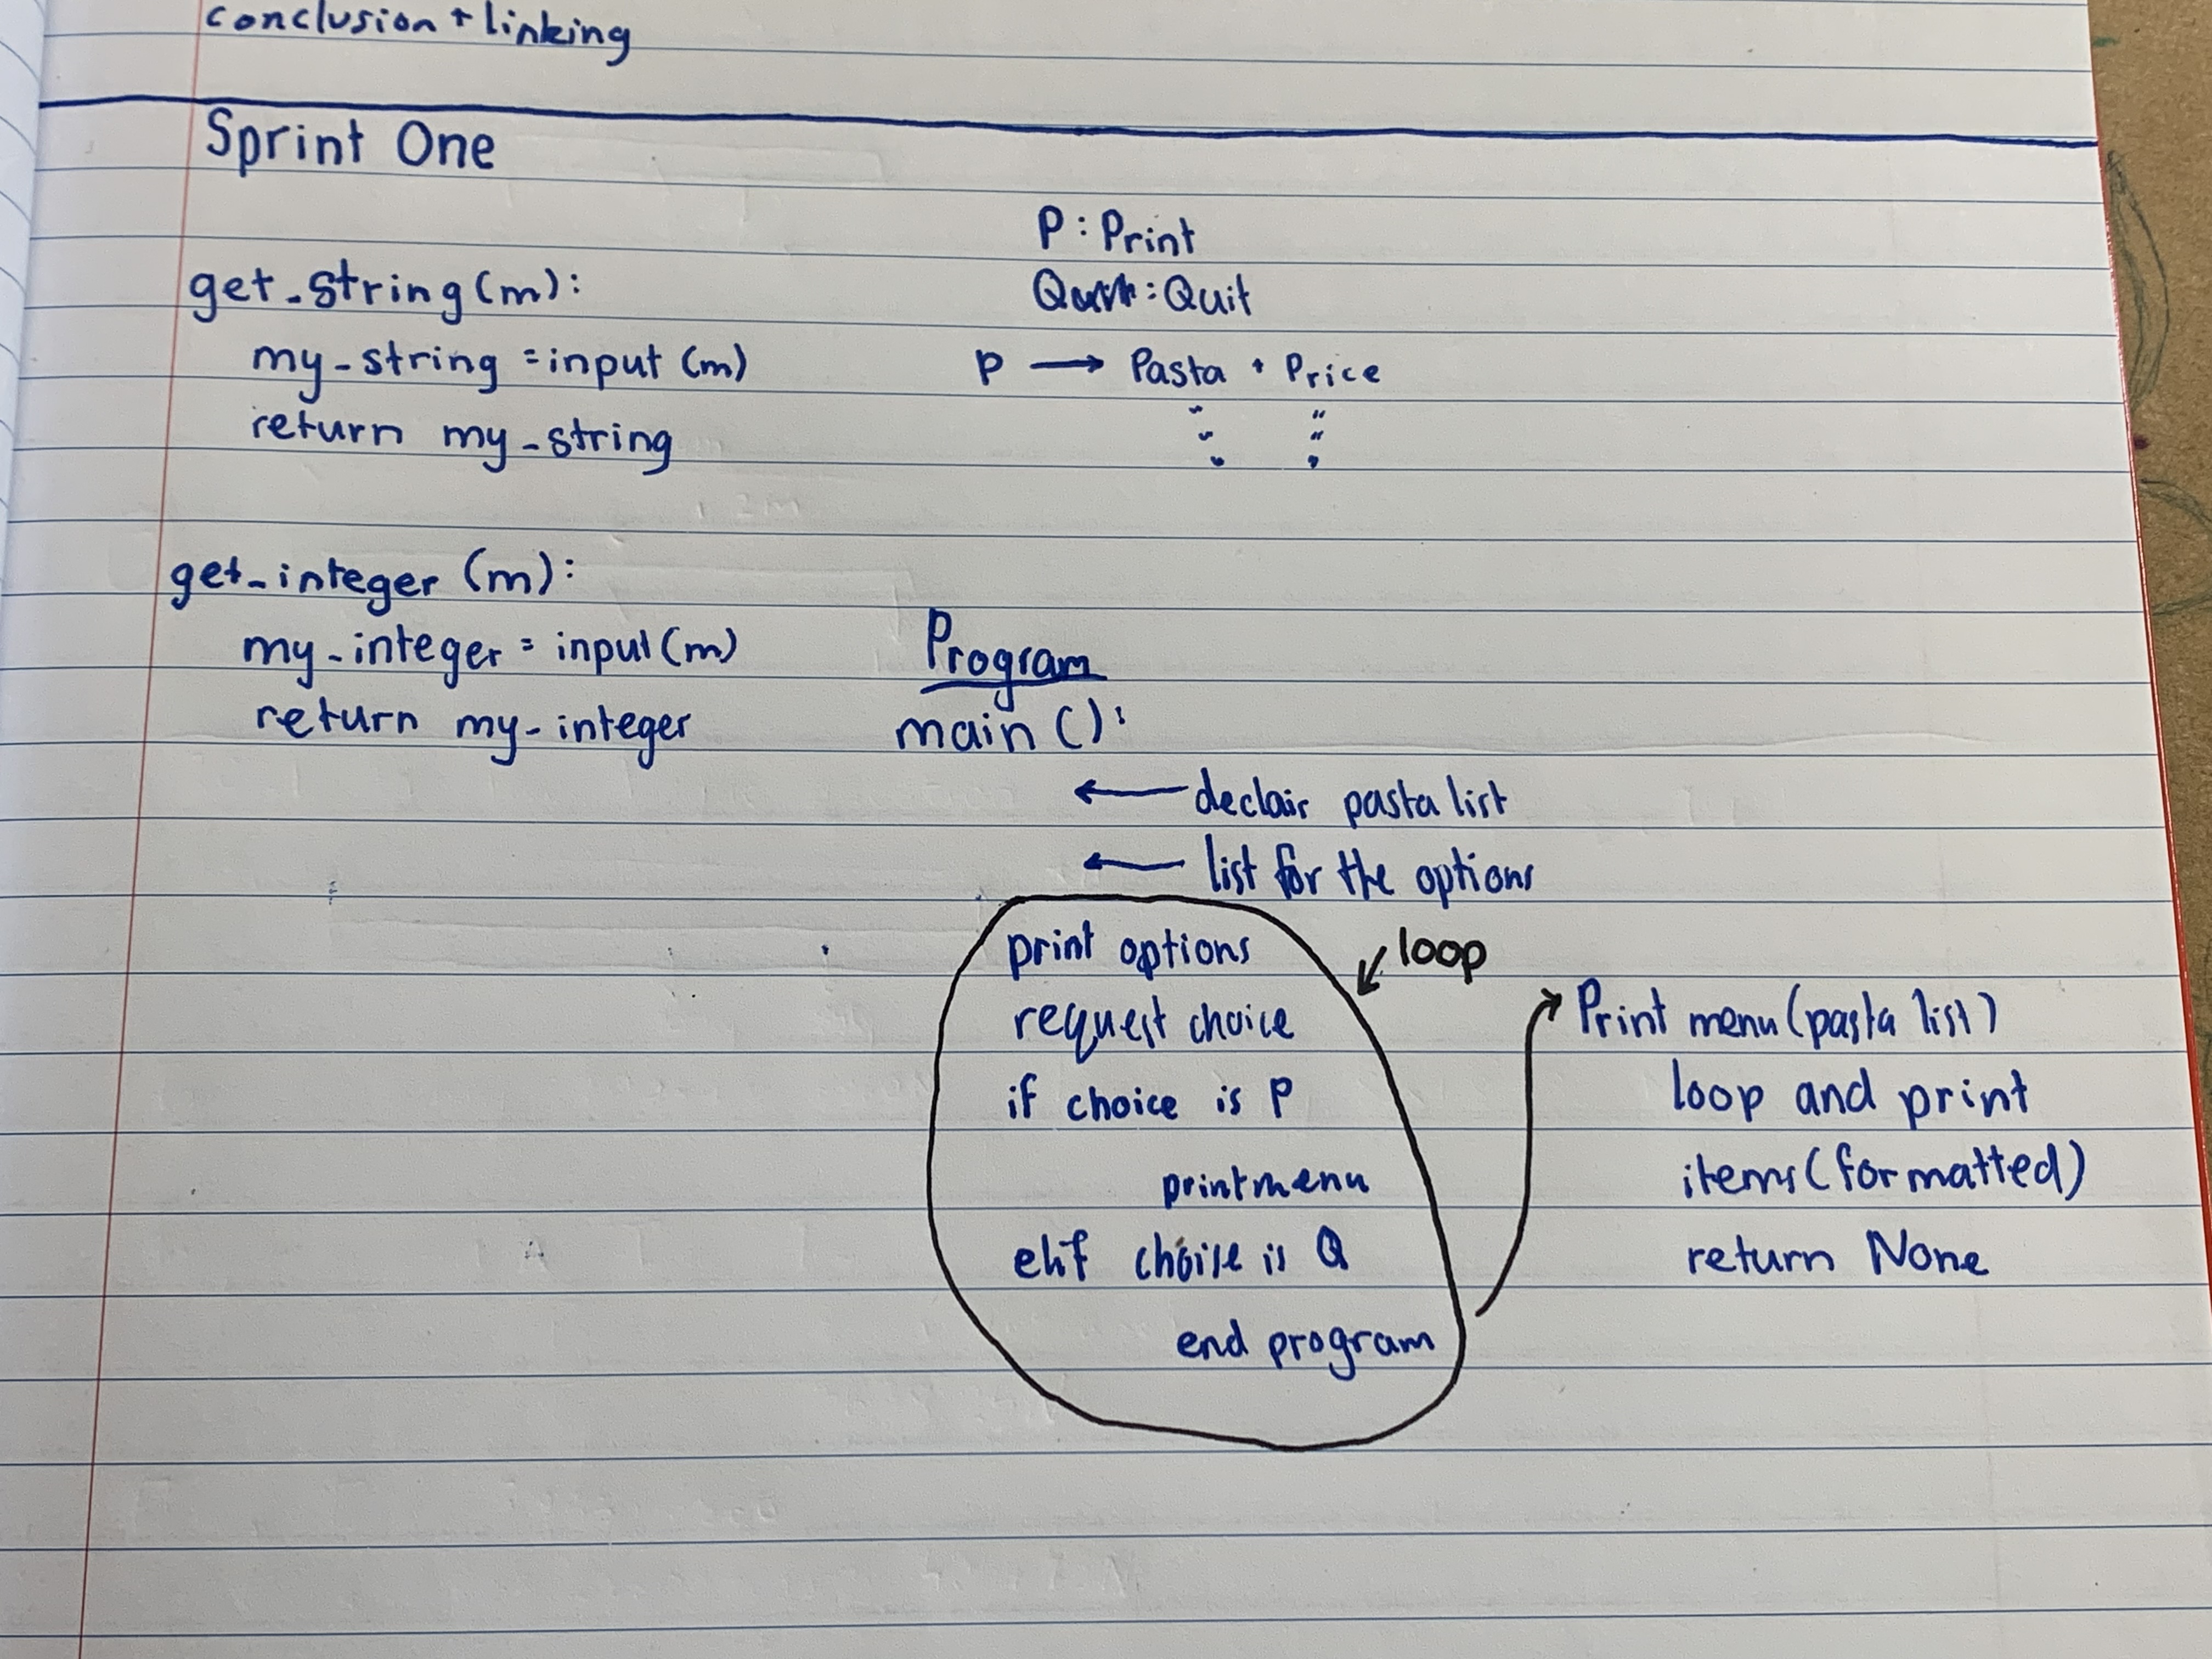 conclusion + linking
Sprint One
get_string(m):
my_string = input (m)
return my_string
P : Print
Q : Quit
P → Pasta + Price
" "
" "
" "
get_integer (m):
my_integer = input(m)
return my_integer
Program
main ():
← declair pasta list
← list for the options
print options
request choice
if choice is P
printmenu
elif choise is Q
end program
loop
Print menu (pasta list)
loop and print
items (formatted)
return None